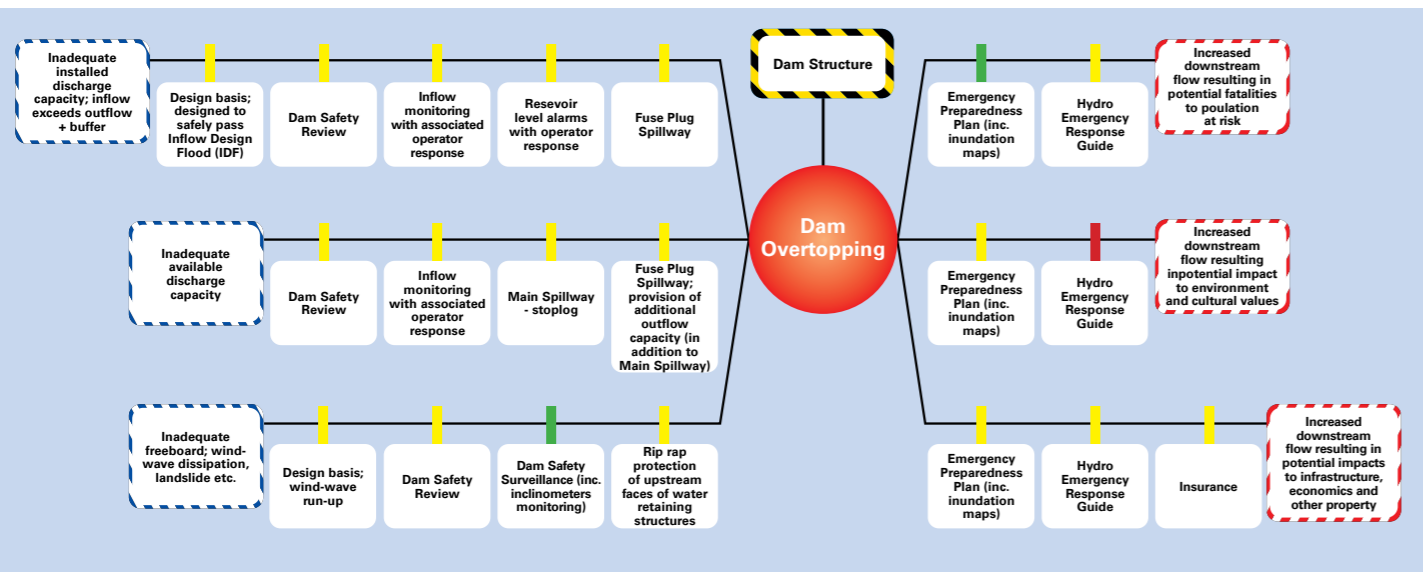 Inadequate
installed
discharge
capacity; inflow
exceeds outflow
+ buffer
Design basis;
designed to
safely pass
Inflow Design
Flood (IDF)
Dam Safety
Review
Inflow
monitoring
with associated
operator
response
Resevoir
level alarms
with operator
response
Fuse Plug
Spillway
Dam Structure
Emergency
Preparedness
Plan (inc.
inundation
maps)
Hydro
Emergency
Response
Guide
Increased
downstream
flow resulting in
potential fatalities
to poulation
at risk
Inadequate
available
discharge
capacity
Dam Safety
Review
Inflow
monitoring
with associated
operator
response
Main Spillway
- stoplog
Fuse Plug
Spillway;
provision of
additional
outflow
capacity (in
addition to
Main Spillway)
Dam
Overtopping
Emergency
Preparedness
Plan (inc.
inundation
maps)
Hydro
Emergency
Response
Guide
Increased
downstream
flow resulting
inpotential impact
to environment
and cultural values
Inadequate
freeboard; wind-
wave dissipation,
landslide etc.
Design basis;
wind-wave
run-up
Dam Safety
Review
Dam Safety
Surveillance (inc.
inclinometers
monitoring)
Rip rap
protection
of upstream
faces of water
retaining
structures
Emergency
Preparedness
Plan (inc.
inundation
maps)
Hydro
Emergency
Response
Guide
Insurance
Increased
downstream
flow resulting in
potential impacts
to infrastructure,
economics and
other property